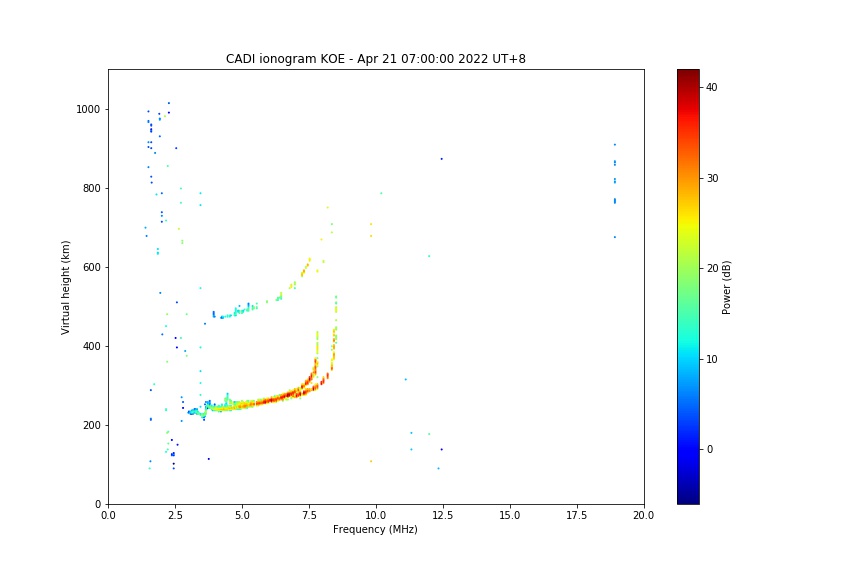 CADI ionogram KOE - Apr 21 07:00:00 2022 UT+8
1000
800
600
400
200
0
Virtual height (km)
0.0 2.5 5.0 7.5 10.0 12.5 15.0 17.5 20.0
Frequency (MHz)
40
30
20
10
0
Power (dB)